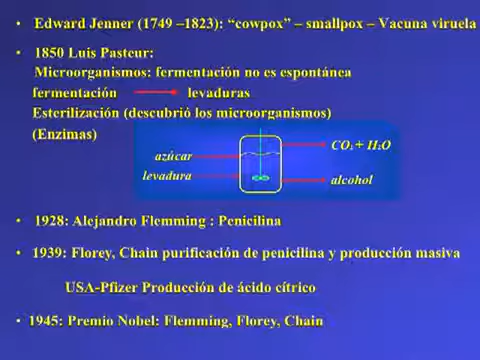 • Edward Jenner (1749 –1823): “cowpox” – smallpox – Vacuna viruela
• 1850 Luis Pasteur:
Microorganismos: fermentación no es espontánea
fermentación levaduras
Esterilización (descubrió los microorganismos)
(Enzimas)
CO₂ + H₂O
azúcar
levadura
alcohol
• 1928: Alejandro Flemming : Penicilina
• 1939: Florey, Chain purificación de penicilina y producción masiva
USA-Pfizer Producción de ácido cítrico
• 1945: Premio Nobel: Flemming, Florey, Chain